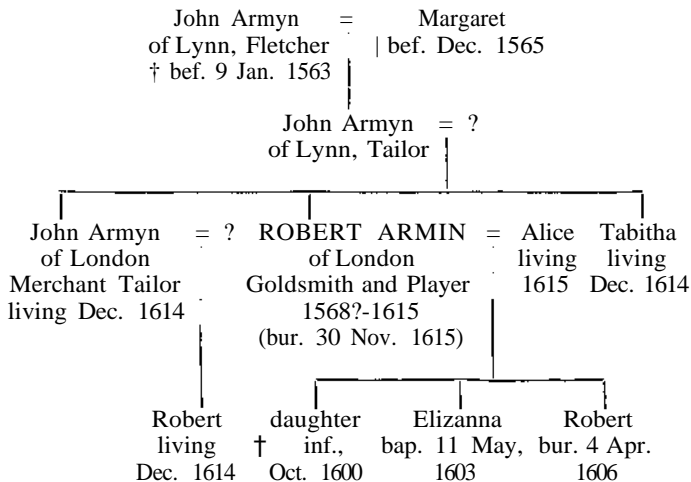 John Armyn = Margaret
of Lynn, Fletcher | bef. Dec. 1565
† bef. 9 Jan. 1563
John Armyn = ?
of Lynn, Tailor
John Armyn = ? ROBERT ARMIN = Alice Tabitha
of London of London living living
Merchant Tailor Goldsmith and Player 1615 Dec. 1614
living Dec. 1614 1568?-1615
(bur. 30 Nov. 1615)
Robert daughter Elizanna Robert
living † inf., bap. 11 May, bur. 4 Apr.
Dec. 1614 Oct. 1600 1603 1606